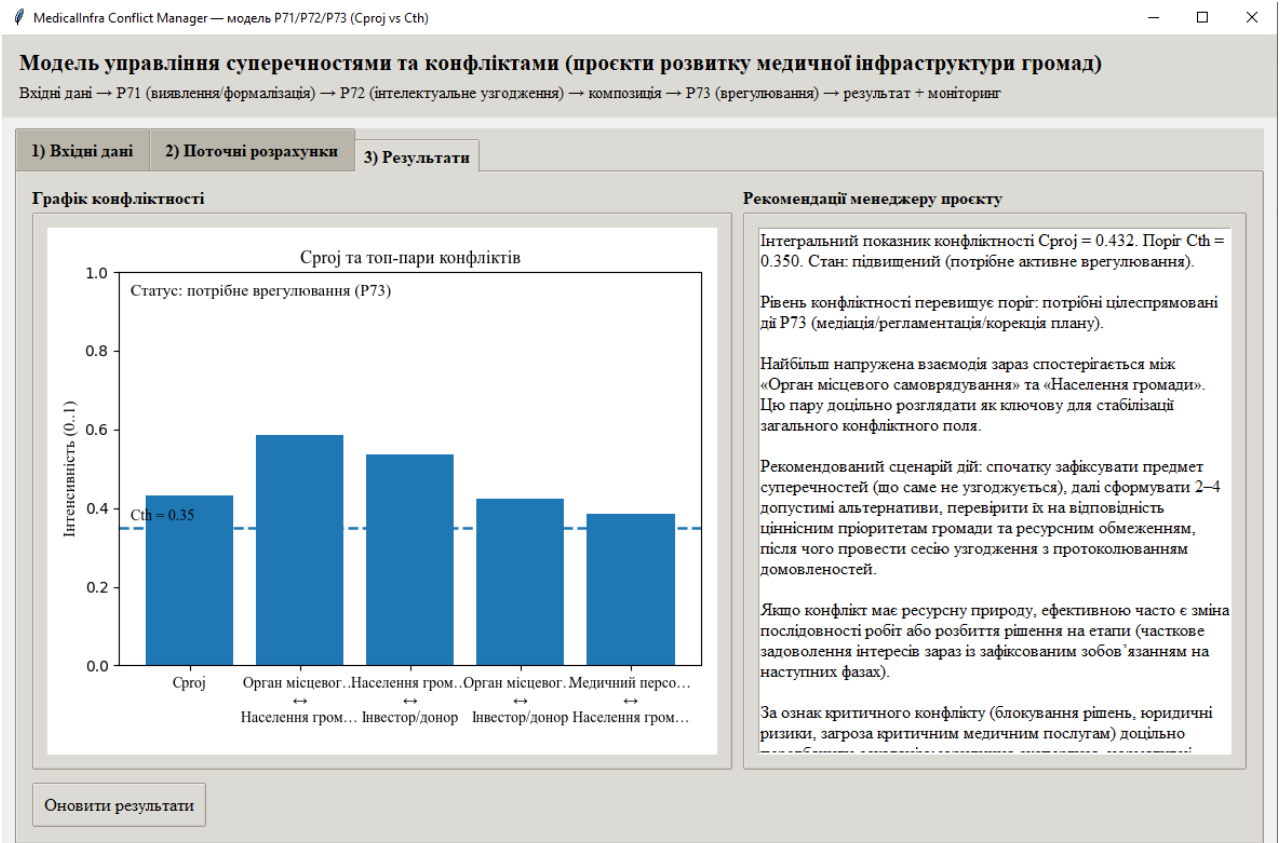 MedicalInfra Conflict Manager — модель P71/P72/P73 (Cproj vs Cth)
Модель управління суперечностями та конфліктами (проєкти розвитку медичної інфраструктури громад)
Вхідні дані → P71 (виявлення/формалізація) → P72 (інтелектуальне узгодження) → композиція → P73 (врегулювання) → результат + моніторинг
1) Вхідні дані
2) Поточні розрахунки
3) Результати
Графік конфліктності
Cproj та топ-пари конфліктів
Статус: потрібне врегулювання (P73)
Інтенсивність (0..1)
1.0
0.8
0.6
0.4
0.2
0.0
Cth = 0.35
Cproj
Орган місцевог…
↔
Населення гром…
Населення гром…
↔
Інвестор/донор
Орган місцевог…
↔
Інвестор/донор
Медичний персо…
↔
Населення гром…
Рекомендації менеджеру проєкту
Інтегральний показник конфліктності Cproj = 0.432. Поріг Cth =
0.350. Стан: підвищений (потрібне активне врегулювання).
Рівень конфліктності перевищує поріг: потрібні цілеспрямовані
дії P73 (медіація/регламентація/корекція плану).
Найбільш напружена взаємодія зараз спостерігається між
«Орган місцевого самоврядування» та «Населення громади».
Цю пару доцільно розглядати як ключову для стабілізації
загального конфліктного поля.
Рекомендований сценарій дій: спочатку зафіксувати предмет
суперечностей (що саме не узгоджується), далі сформувати 2–4
допустимі альтернативи, перевірити їх на відповідність
ціннісним пріоритетам громади та ресурсним обмеженням,
після чого провести сесію узгодження з протоколюванням
домовленостей.
Якщо конфлікт має ресурсну природу, ефективною часто є зміна
послідовності робіт або розбиття рішення на етапи (часткове
задоволення інтересів зараз із зафіксованим зобов’язанням на
наступних фазах).
За ознак критичного конфлікту (блокування рішень, юридичні
ризики, загроза критичним медичним послугам) доцільно
Оновити результати